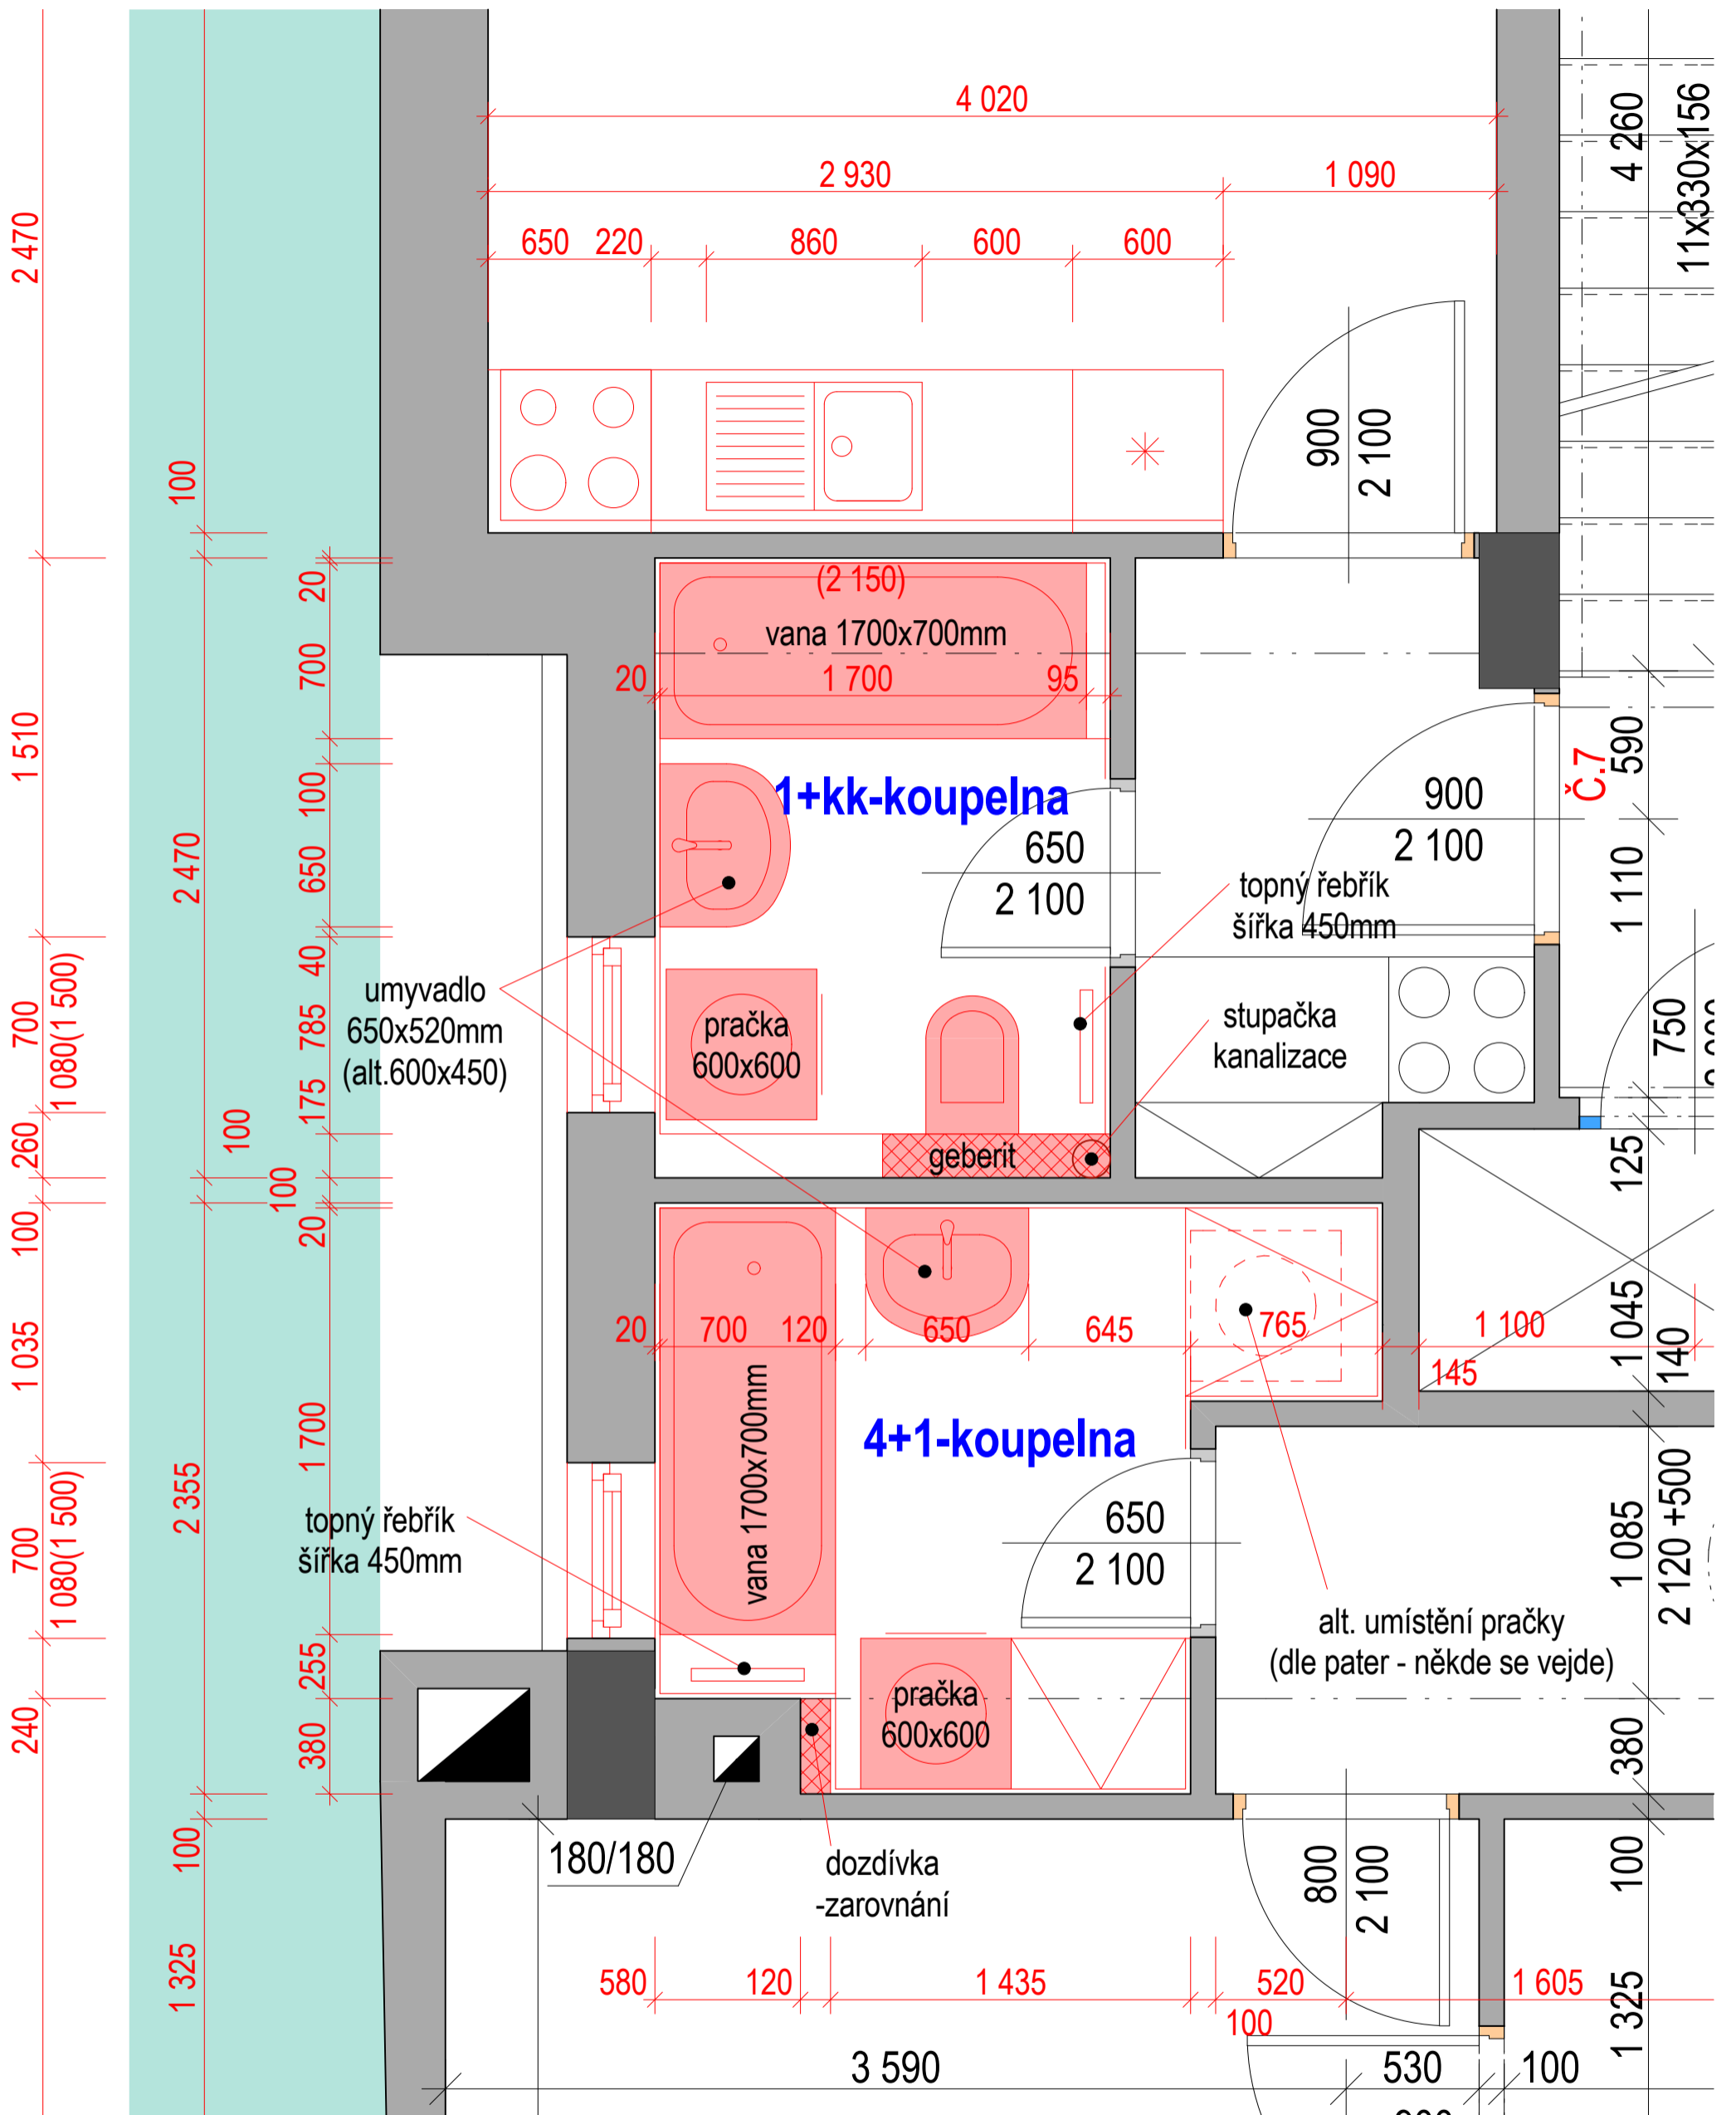 4 020
2 930
1 090
650
220
860
600
600
4 260
11x330x156
2 470
100
900
2 100
20
(2 150)
vana 1700x700mm
700
20
1 700
95
1 510
590
Č.7
100
1+kk-koupelna
900
2 100
2 470
650
650
2 100
1 110
topný řebřík
šířka 450mm
40
umyvadlo
650x520mm
(alt.600x450)
700
1 080(1 500)
785
pračka
600x600
stupačka
kanalizace
750
175
100
260
geberit
125
100
100
20
1 045
140
20
700
120
650
645
765
1 100
145
1 035
vana 1700x700mm
4+1-koupelna
1 700
2 355
2 120 +500
1 085
topný řebřík
šířka 450mm
650
2 100
700
1 080(1 500)
alt. umístění pračky
(dle pater - někde se vejde)
255
pračka
600x600
240
380
380
180/180
dozdívka
-zarovnání
800
2 100
100
100
1 325
580
120
1 435
520
100
1 605
1 325
3 590
530
100